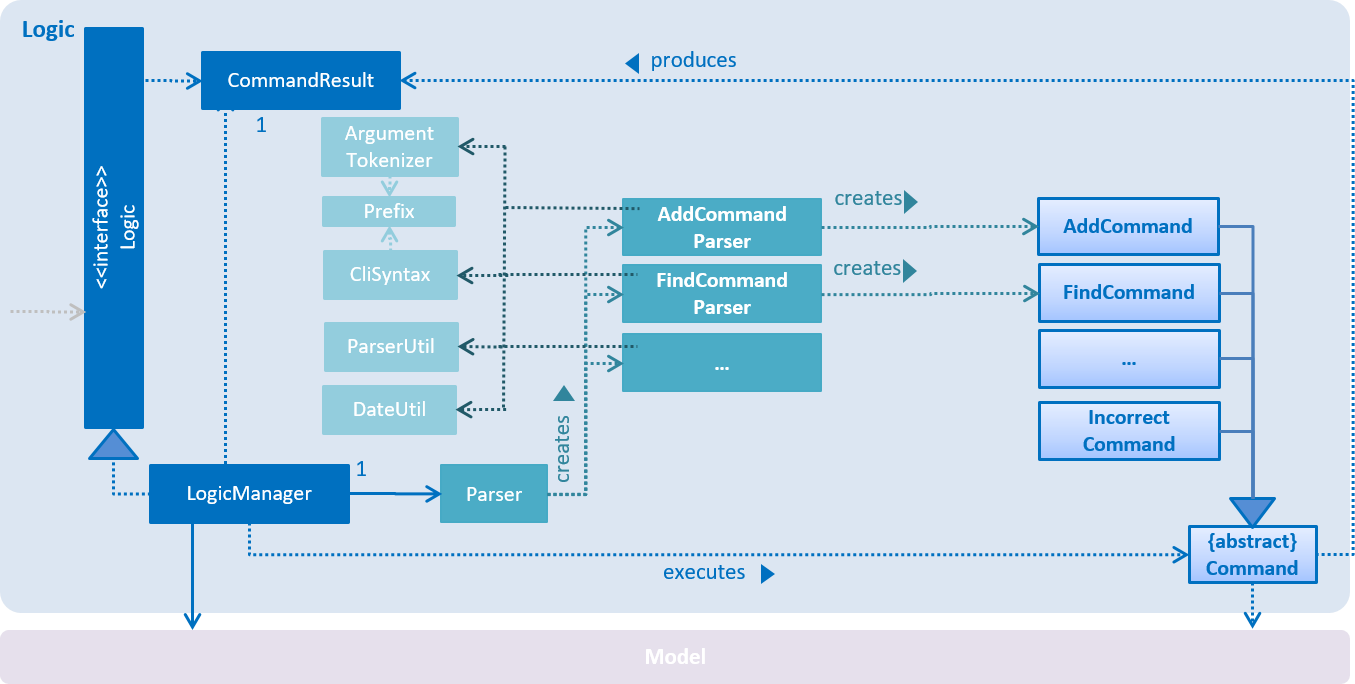 Logic
<<interface>>
Logic
CommandResult
produces
1
Argument
Tokenizer
Prefix
CliSyntax
ParserUtil
DateUtil
AddCommand
Parser
FindCommand
Parser
...
creates
creates
AddCommand
FindCommand
...
Incorrect
Command
creates
LogicManager
1
Parser
executes
{abstract}
Command
Model